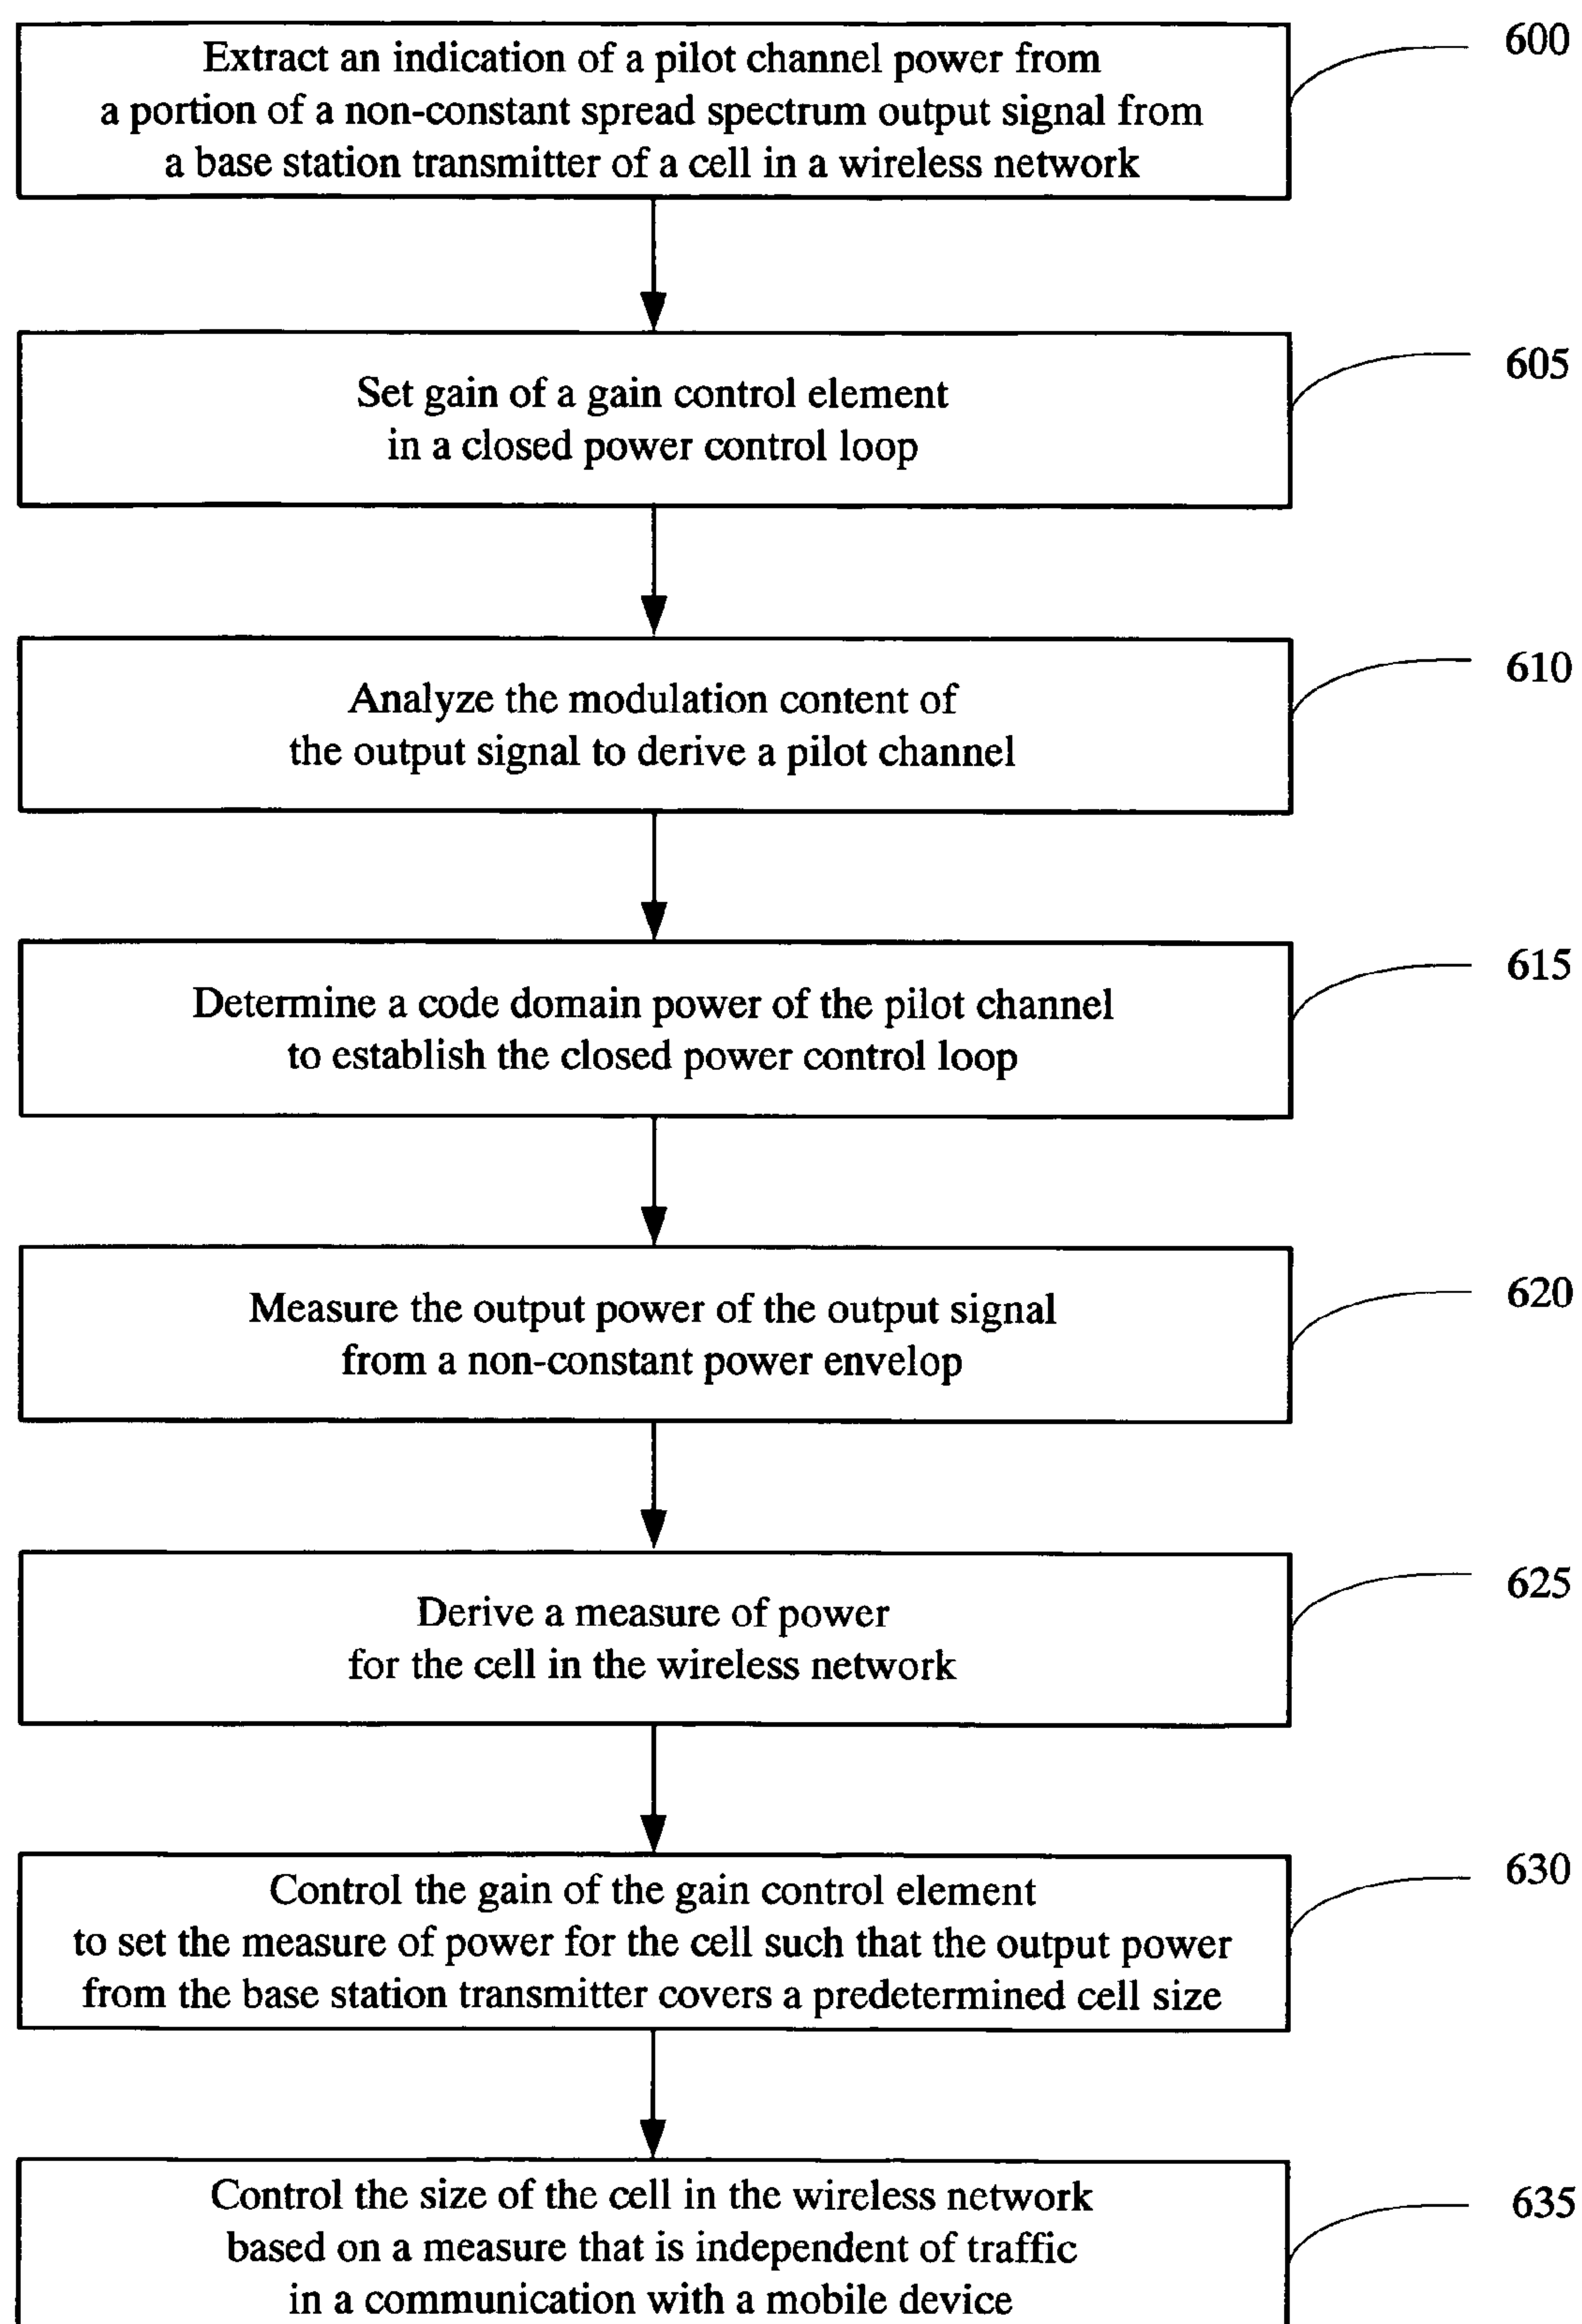 Extract an indication of a pilot channel power from
a portion of a non-constant spread spectrum output signal from
a base station transmitter of a cell in a wireless network
600
Set gain of a gain control element
in a closed power control loop
605
Analyze the modulation content of
the output signal to derive a pilot channel
610
Determine a code domain power of the pilot channel
to establish the closed power control loop
615
Measure the output power of the output signal
from a non-constant power envelop
620
Derive a measure of power
for the cell in the wireless network
625
Control the gain of the gain control element
to set the measure of power for the cell such that the output power
from the base station transmitter covers a predetermined cell size
630
Control the size of the cell in the wireless network
based on a measure that is independent of traffic
in a communication with a mobile device
635